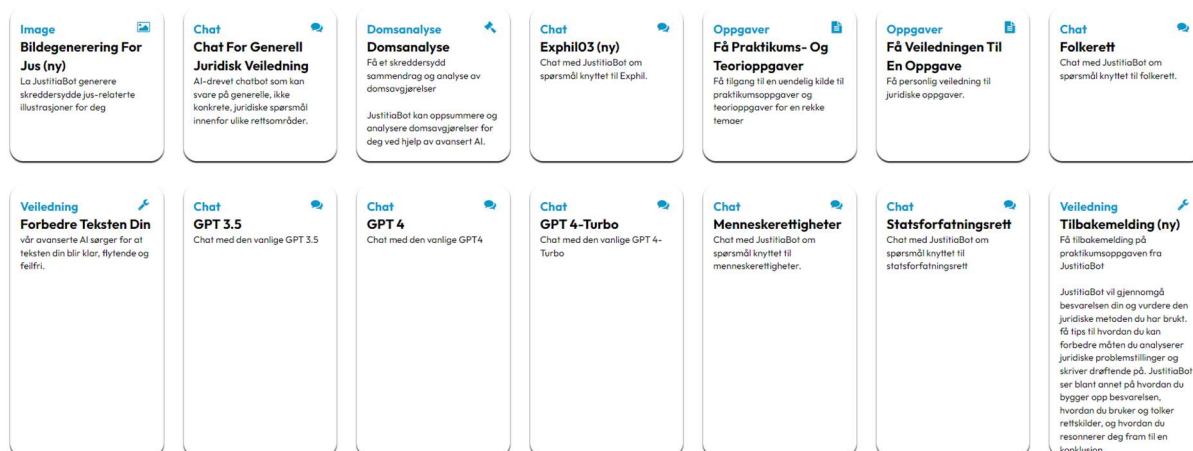 Image
Bildegenerering For
Jus (ny)
La JustitiaBot generere
skreddersydde jus-relaterte
illustrasjoner for deg
Chat
Chat For Generell
Juridisk Veiledning
AI-drevet chatbot som kan
svare på generelle, ikke
konkrete, juridiske spørsmål
innenfor ulike rettsområder.
Domsanalyse
Domsanalyse
Få et skreddersydd
sammendrag og analyse av
domsavgjørelser
JustitiaBot kan oppsummere og
analysere domsavgjørelser for
deg ved hjelp av avansert AI.
Chat
Exphil03 (ny)
Chat med JustitiaBot om
spørsmål knyttet til Exphil.
Oppgaver
Få Praktikums- Og
Teorioppgaver
Få tilgang til en uendelig kilde til
praktikumsoppgaver og
teorioppgaver for en rekke
temaer
Oppgaver
Få Veiledningen Til
En Oppgave
Få personlig veiledning til
juridiske oppgaver.
Chat
Folkerett
Chat med JustitiaBot om
spørsmål knyttet til folkerett.
Veiledning
Forbedre Teksten Din
vår avanserte AI sørger for at
teksten din blir klar, flytende og
feilfri.
Chat
GPT 3.5
Chat med den vanlige GPT 3.5
Chat
GPT 4
Chat med den vanlige GPT4
Chat
GPT 4-Turbo
Chat med den vanlige GPT 4-
Turbo
Chat
Menneskerettigheter
Chat med JustitiaBot om
spørsmål knyttet til
menneskerettigheter.
Chat
Statsforfatningsrett
Chat med JustitiaBot om
spørsmål knyttet til
statsforfatningsrett
Veiledning
Tilbakemelding (ny)
Få tilbakemelding på
praktikumsoppgaven fra
JustitiaBot
JustitiaBot vil gjennomgå
besvarelsen din og vurdere den
juridiske metoden du har brukt.
få tips til hvordan du kan
forbedre måten du analyserer
juridiske problemstillinger og
skriver drøftende på. JustitiaBot
ser blant annet på hvordan du
bygger opp besvarelsen,
hvordan du bruker og tolker
rettskilder, og hvordan du
resonnerer deg fram til en
konklusjon